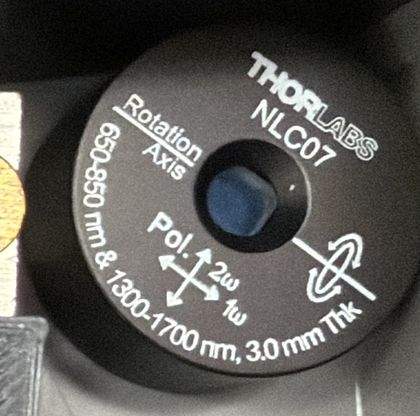 THORLABS
NLC07
Rotation
Axis
Pol.
2ω
1ω
650-850 nm & 1300-1700 nm, 3.0 mm Thk